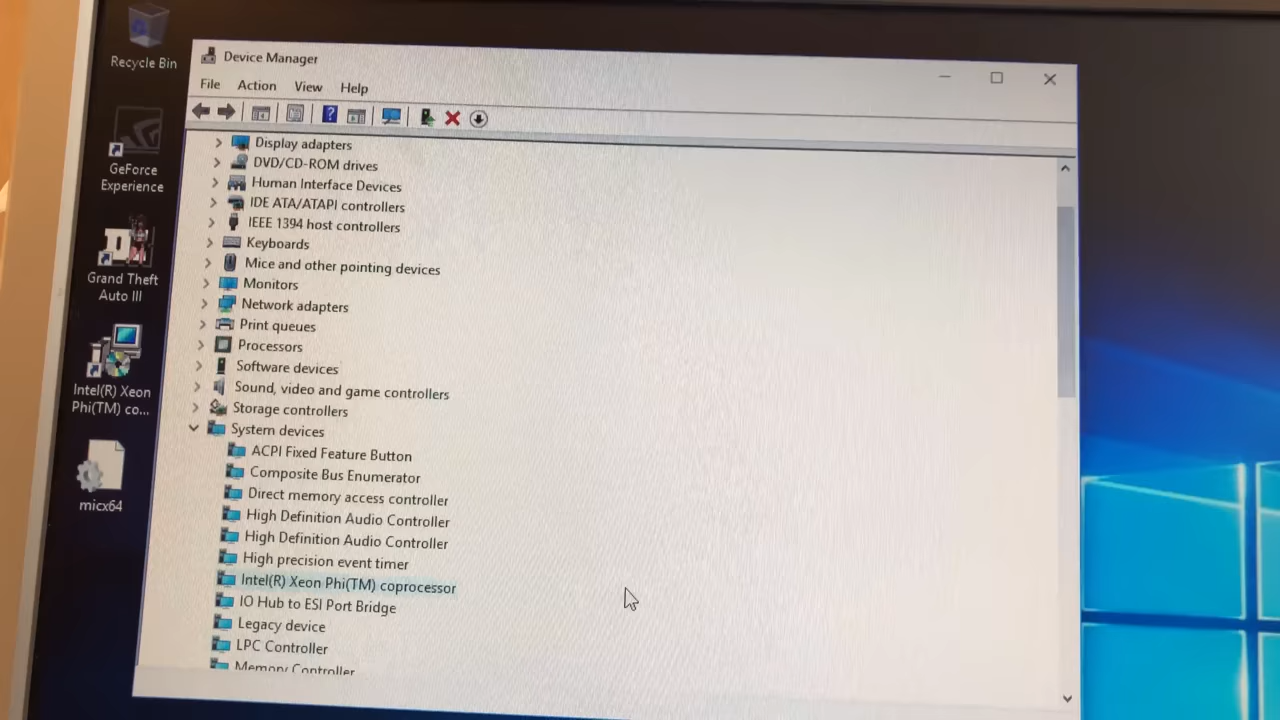 Recycle Bin
GeForce
Experience
Grand Theft
Auto III
Intel(R) Xeon
Phi(TM) co...
micx64
Device Manager
File Action View Help
Display adapters
DVD/CD-ROM drives
Human Interface Devices
IDE ATA/ATAPI controllers
IEEE 1394 host controllers
Keyboards
Mice and other pointing devices
Monitors
Network adapters
Print queues
Processors
Software devices
Sound, video and game controllers
Storage controllers
System devices
ACPI Fixed Feature Button
Composite Bus Enumerator
Direct memory access controller
High Definition Audio Controller
High Definition Audio Controller
High precision event timer
Intel(R) Xeon Phi(TM) coprocessor
IO Hub to ESI Port Bridge
Legacy device
LPC Controller
Memory Controller